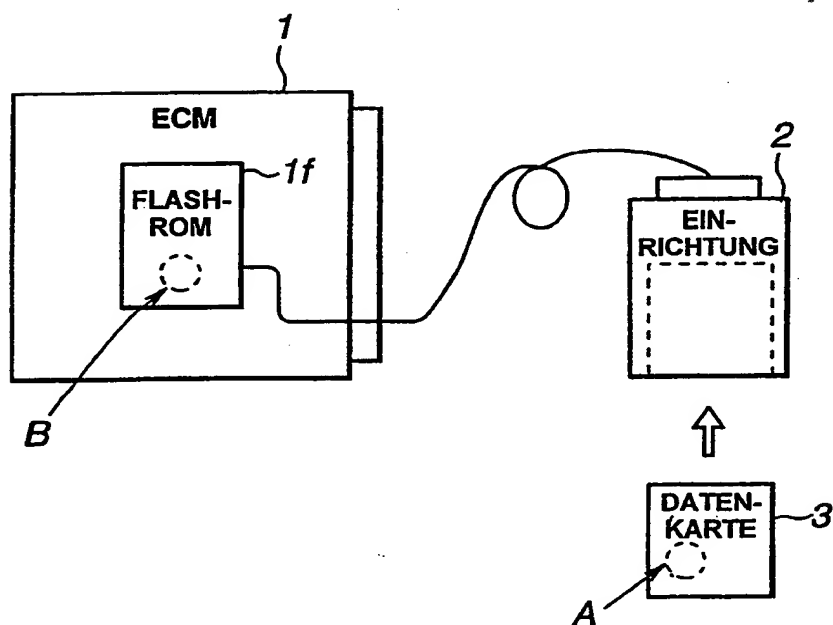 1
ECM
1f
FLASH-
ROM
B
2
EIN-
RICHTUNG
DATEN-
KARTE
3
A